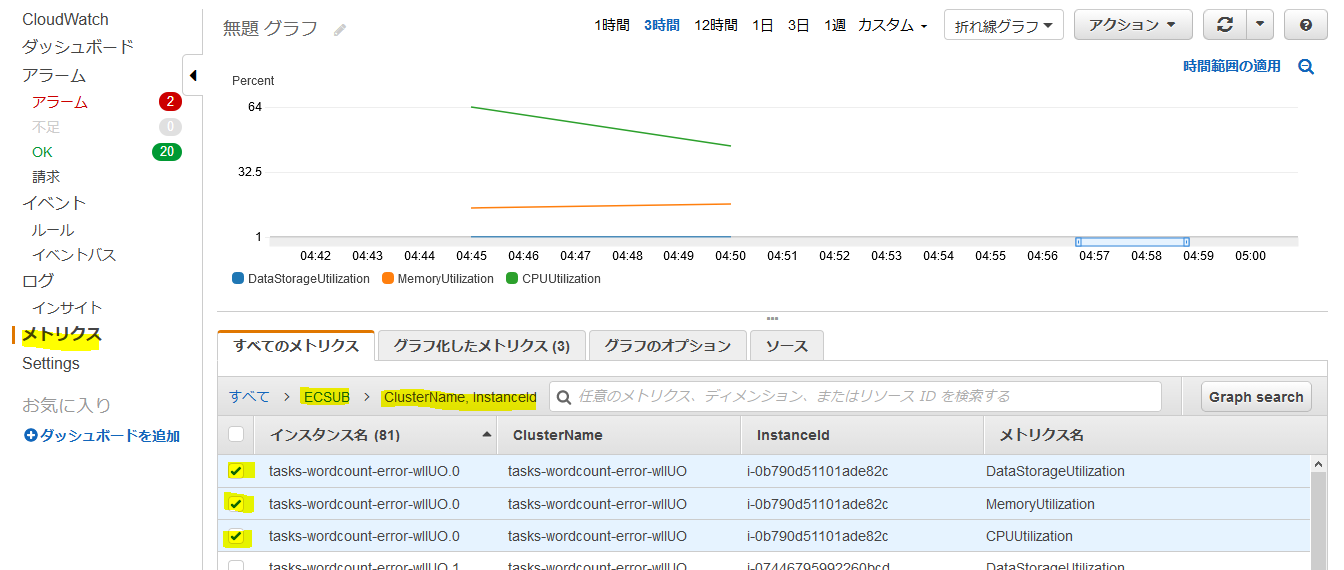 CloudWatch
ダッシュボード
アラーム
アラーム 2
不足 0
OK 20
請求
イベント
ルール
イベントバス
ログ
インサイト
メトリクス
Settings
お気に入り
ダッシュボードを追加
無題 グラフ
1時間 3時間 12時間 1日 3日 1週 カスタム
折れ線グラフ
アクション
時間範囲の適用
Percent
64
32.5
1
04:42 04:43 04:44 04:45 04:46 04:47 04:48 04:49 04:50 04:51 04:52 04:53 04:54 04:55 04:56 04:57 04:58 04:59 05:00
DataStorageUtilization MemoryUtilization CPUUtilization
すべてのメトリクス グラフ化したメトリクス (3) グラフのオプション ソース
すべて > ECSUB > ClusterName, InstanceId 任意のメトリクス、ディメンション、またはリソース ID を検索する Graph search
インスタンス名 (81) ClusterName InstanceId メトリクス名
tasks-wordcount-error-wIIUO.0 tasks-wordcount-error-wIIUO i-0b790d51101ade82c DataStorageUtilization
tasks-wordcount-error-wIIUO.0 tasks-wordcount-error-wIIUO i-0b790d51101ade82c MemoryUtilization
tasks-wordcount-error-wIIUO.0 tasks-wordcount-error-wIIUO i-0b790d51101ade82c CPUUtilization
tasks-wordcount-error-wIIUO.1 tasks-wordcount-error-wIIUO i-07446795992260bcd DataStorageUtilization